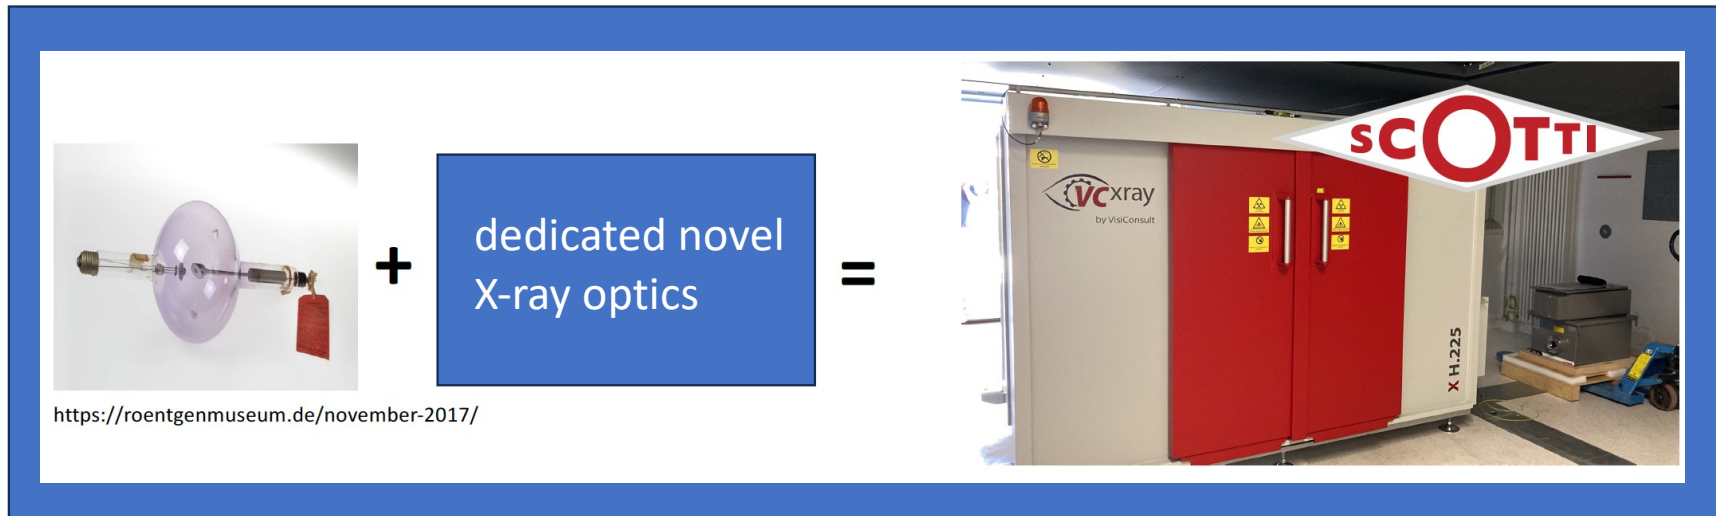 SCOTTI
VCxray
by VisiConsult
+
dedicated novel
X-ray optics
=
X H.225
https://roentgenmuseum.de/november-2017/